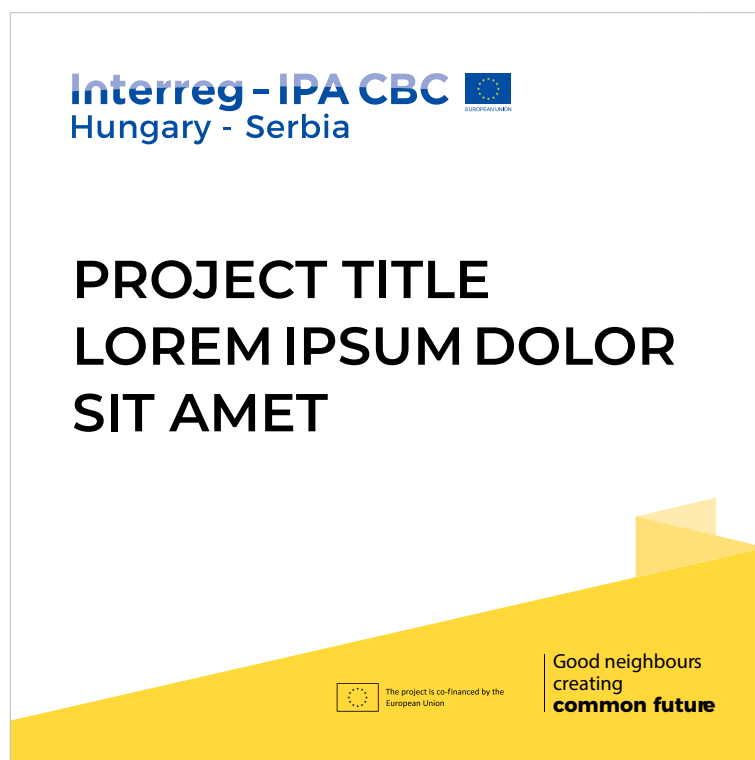 Interreg - IPA CBC
EUROPEAN UNION
Hungary - Serbia
PROJECT TITLE
LOREM IPSUM DOLOR
SIT AMET
The project is co-financed by the
European Union
Good neighbours
creating
common future